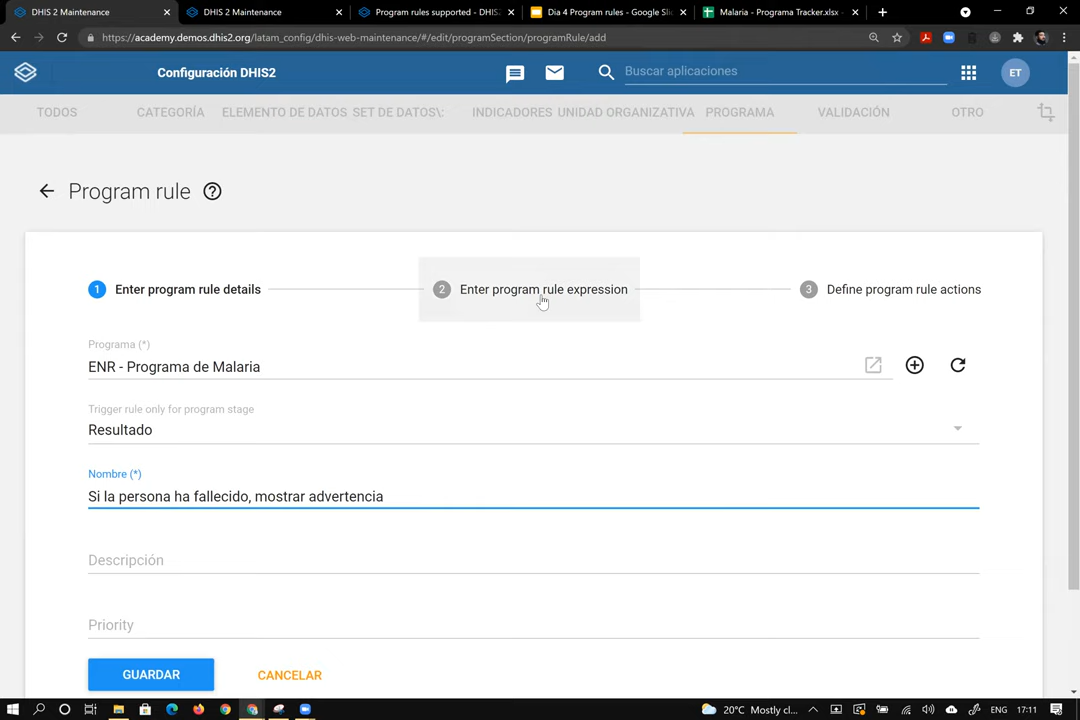 DHIS 2 Maintenance
DHIS 2 Maintenance
Program rules supported - DHIS2
Dia 4 Program rules - Google Sli
Malaria - Programa Tracker.xlsx
https://academy.demos.dhis2.org/latam_config/dhis-web-maintenance/#/edit/programSection/programRule/add
Configuración DHIS2
Buscar aplicaciones
ET
TODOS CATEGORÍA ELEMENTO DE DATOS SET DE DATOS\: INDICADORES UNIDAD ORGANIZATIVA PROGRAMA VALIDACIÓN OTRO
Program rule
1 Enter program rule details
2 Enter program rule expression
3 Define program rule actions
Programa (*)
ENR - Programa de Malaria
Trigger rule only for program stage
Resultado
Nombre (*)
Si la persona ha fallecido, mostrar advertencia
Descripción
Priority
GUARDAR CANCELAR
20°C Mostly cl... ENG 17:11